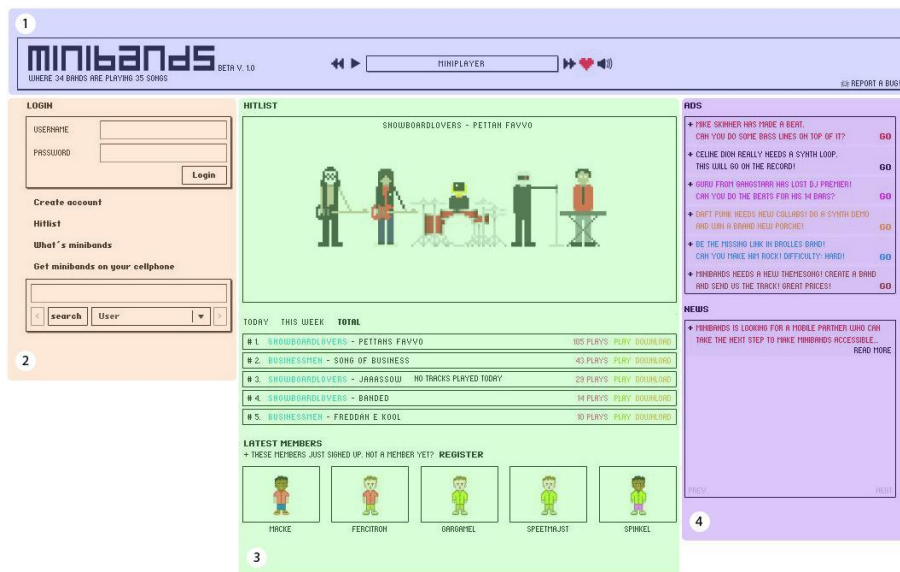 1
minibands BETA V. 1.0
WHERE 34 BANDS ARE PLAYING 35 SONGS
MINIPLAYER
REPORT A BUG!
LOGIN
USERNAME
PASSWORD
Login
Create account
Hitlist
What's minibands
Get minibands on your cellphone
< search User ▼ >
2
HITLIST
SNOWBOARDLOVERS - PETTAN FAVVO
TODAY THIS WEEK TOTAL
# 1. SNOWBOARDLOVERS - PETTANS FAVVO 105 PLAYS PLAY DOWNLOAD
# 2. BUSINESSMEN - SONG OF BUSINESS 43 PLAYS PLAY DOWNLOAD
# 3. SNOWBOARDLOVERS - JAAASSOW NO TRACKS PLAYED TODAY 29 PLAYS PLAY DOWNLOAD
# 4. SNOWBOARDLOVERS - BANDED 14 PLAYS PLAY DOWNLOAD
# 5. BUSINESSMEN - FREDDAN E KOOL 10 PLAYS PLAY DOWNLOAD
LATEST MEMBERS
+ THESE MEMBERS JUST SIGNED UP. NOT A MEMBER YET? REGISTER
MACKE FERCITRON GARGAMEL SPEETMAJST SPINKEL
3
ADS
+ MIKE SKINNER HAS MADE A BEAT.
CAN YOU DO SOME BASS LINES ON TOP OF IT? GO
+ CELINE DION REALLY NEEDS A SYNTH LOOP.
THIS WILL GO ON THE RECORD! GO
+ GURU FROM GANGSTARR HAS LOST DJ PREMIER!
CAN YOU DO THE BEATS FOR HIS 14 BARS? GO
+ DAFT PUNK NEEDS NEW COLLABS! DO A SYNTH DEMO
AND WIN A BRAND NEW PORCHE! GO
+ BE THE MISSING LINK IN BROLLES BAND!
CAN YOU MAKE HIM ROCK! DIFFICULTY: HARD! GO
+ MINIBANDS NEEDS A NEW THEMESONG! CREATE A BAND
AND SEND US THE TRACK! GREAT PRICES! GO
NEWS
+ MINIBANDS IS LOOKING FOR A MOBILE PARTNER WHO CAN
TAKE THE NEXT STEP TO MAKE MINIBANDS ACCESSIBLE...
READ MORE
PREV NEXT
4